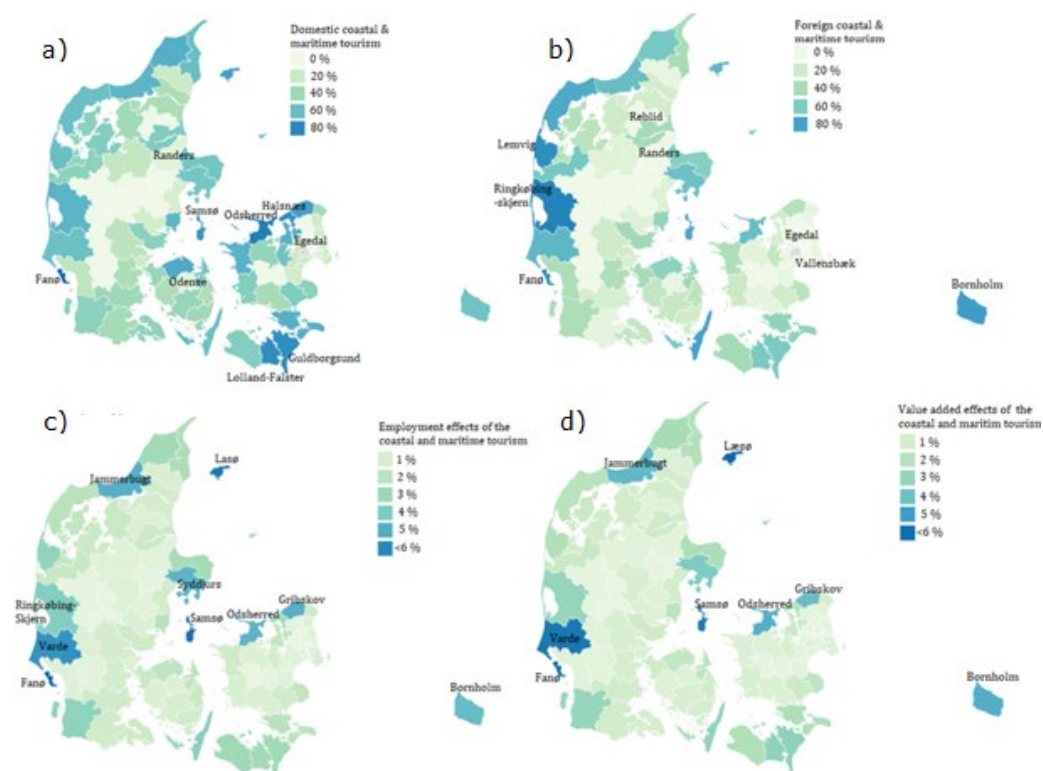 a)
Domestic coastal &
maritime tourism
0 %
20 %
40 %
60 %
80 %
Randers
Samsø
Odsherred
Halsnæs
Egedal
Fanø
Odense
Guldborgsund
Lolland-Falster
b)
Foreign coastal &
maritime tourism
0 %
20 %
40 %
60 %
80 %
Reblid
Lemvig
Randers
Ringkøbing
-skjern
Egedal
Fanø
Vallensbæk
Bornholm
c)
Employment effects of the
coastal and maritime tourism
1 %
2 %
3 %
4 %
5 %
<6 %
Lasø
Jammerbugt
Syddjurs
Ringkøbing-
Skjern
Samsø
Odsherred
Gribskov
Varde
Fanø
Bornholm
d)
Value added effects of the
coastal and maritim tourism
1 %
2 %
3 %
4 %
5 %
<6 %
Læsø
Jammerbugt
Gribskov
Samsø
Odsherred
Varde
Fanø
Bornholm